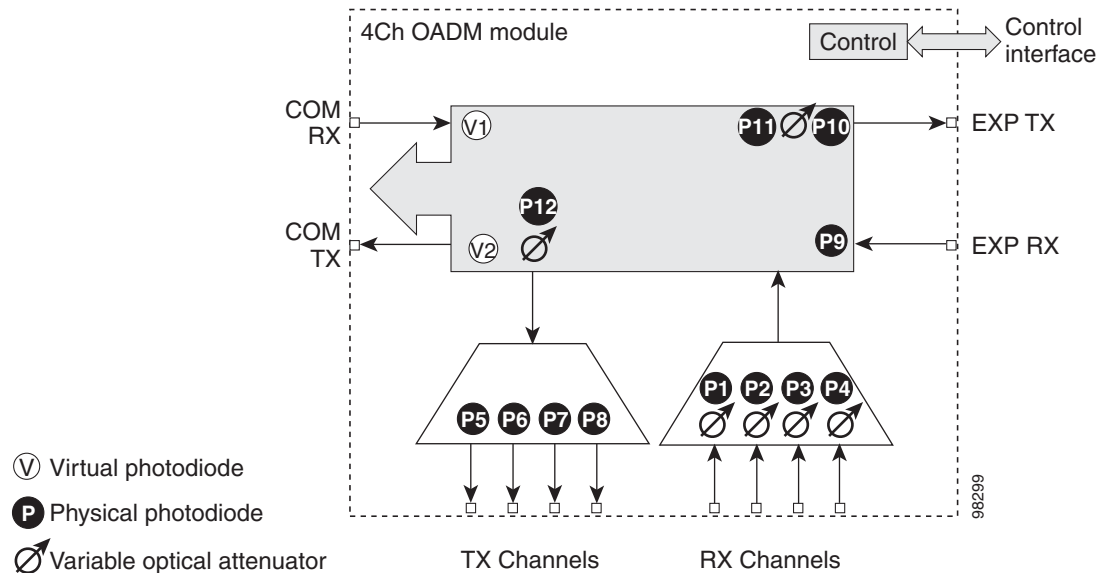 4Ch OADM module
Control
Control
interface
COM
RX
V1
P11
P10
EXP TX
P12
COM
TX
V2
P9
EXP RX
P1
P2
P3
P4
P5
P6
P7
P8
V Virtual photodiode
P Physical photodiode
Variable optical attenuator
TX Channels
RX Channels
98299